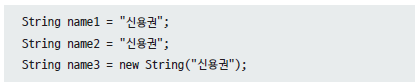 String name1 = "신용권";
String name2 = "신용권";
String name3 = new String("신용권");